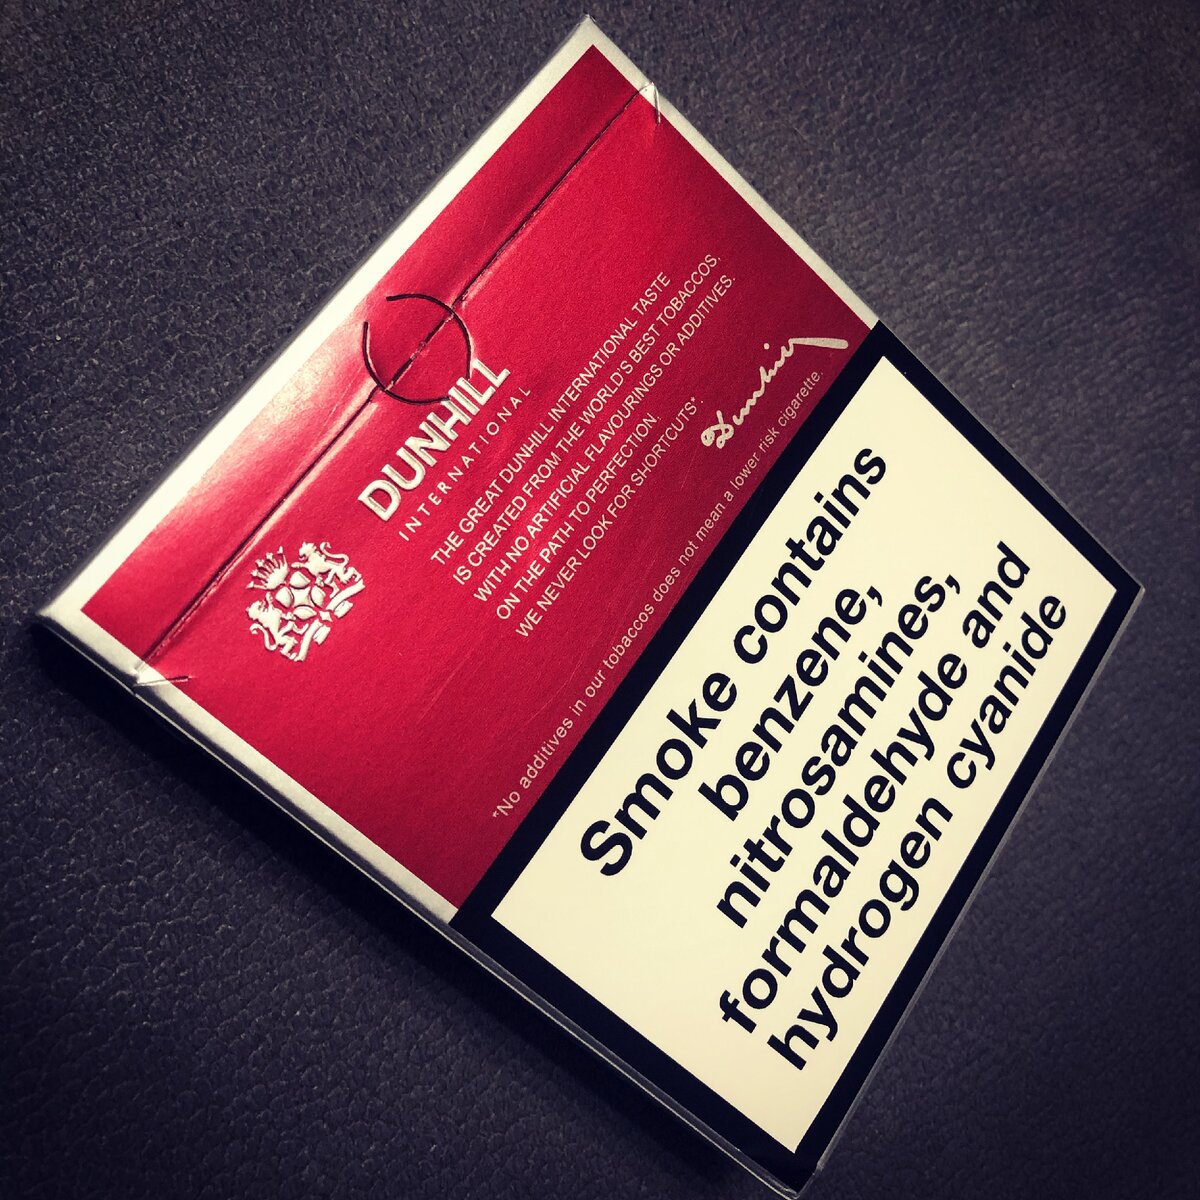 DUNHILL
INTERNATIONAL
THE GREAT DUNHILL INTERNATIONAL TASTE
IS CREATED FROM THE WORLD'S BEST TOBACCOS.
WITH NO ARTIFICIAL FLAVOURINGS OR ADDITIVES.
ON THE PATH TO PERFECTION,
WE NEVER LOOK FOR SHORTCUTS*.
Dunhill
*No additives in our tobaccos does not mean a lower risk cigarette.
Smoke contains
benzene,
nitrosamines,
formaldehyde and
hydrogen cyanide